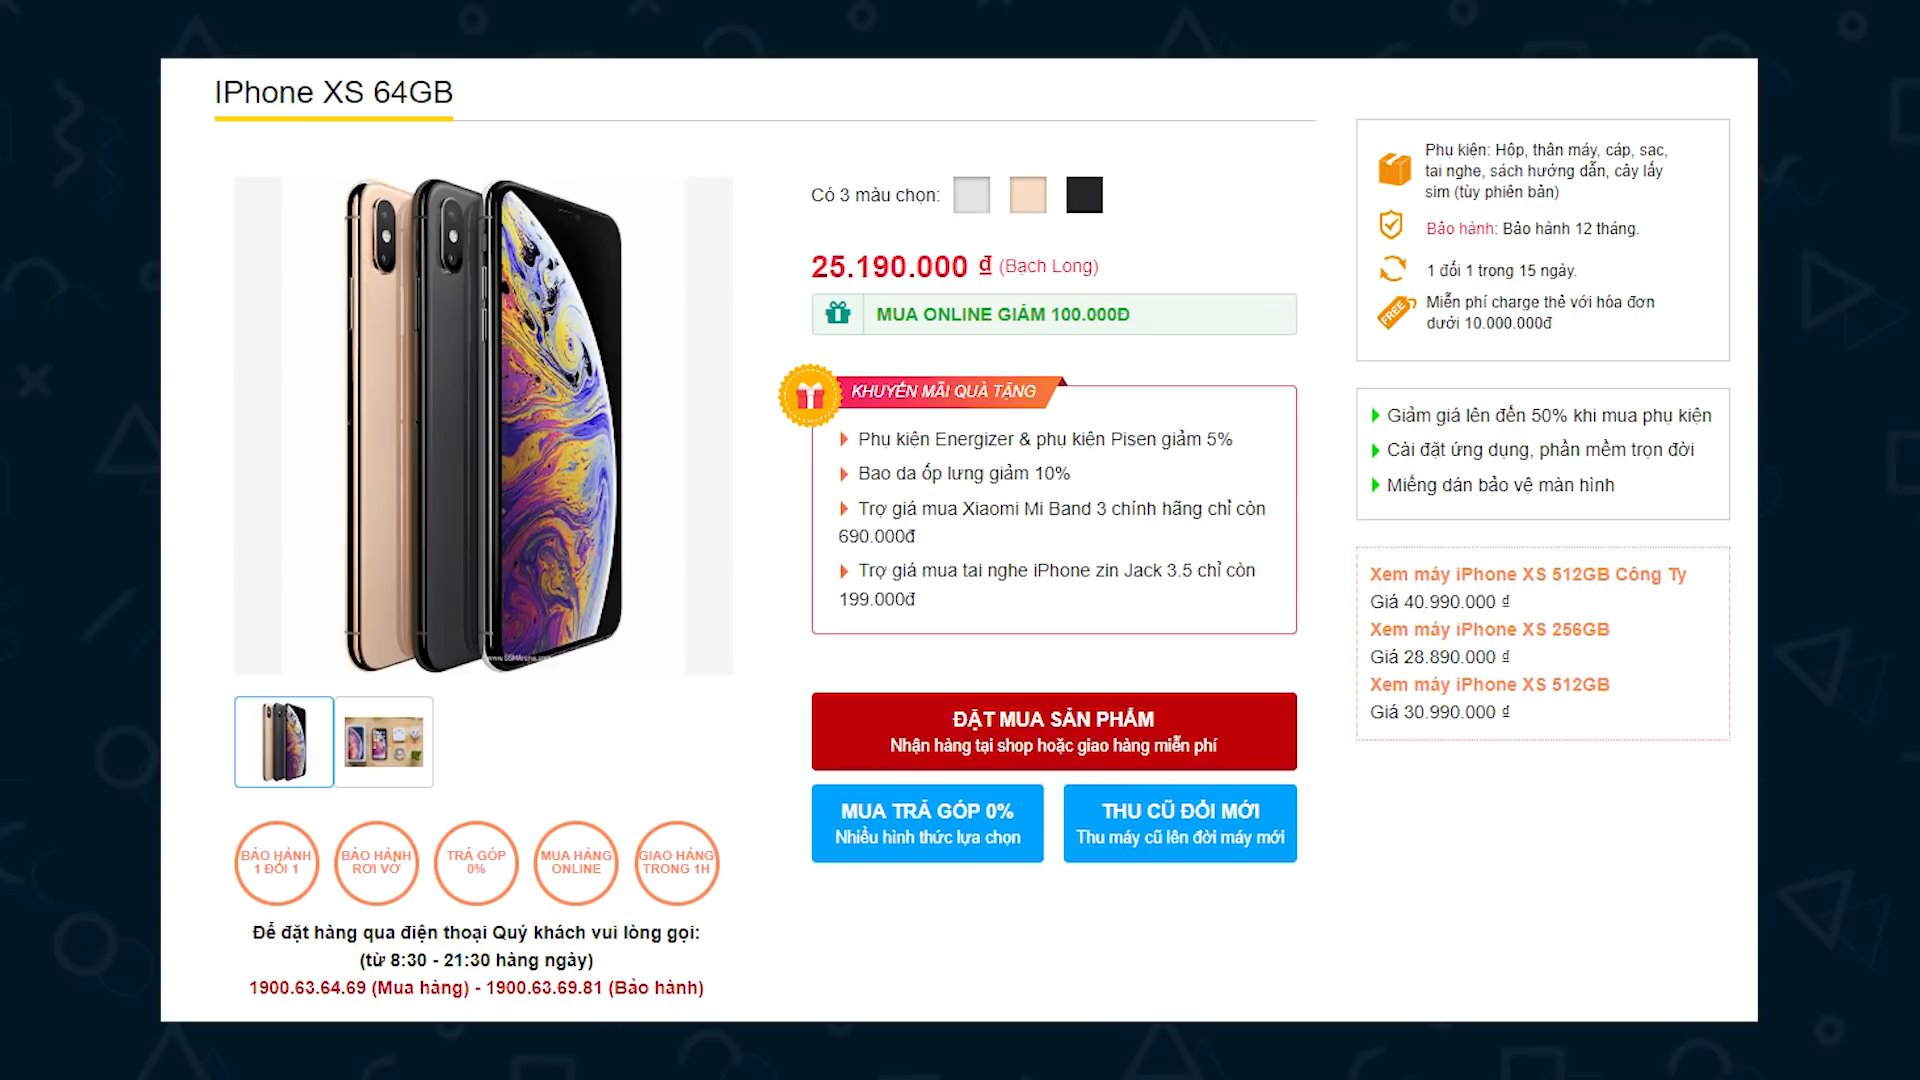 IPhone XS 64GB
Có 3 màu chọn:
25.190.000 ₫ (Bạch Long)
MUA ONLINE GIẢM 100.000Đ
KHUYẾN MÃI QUÀ TẶNG
Phụ kiện Energizer & phụ kiện Pisen giảm 5%
Bao da ốp lưng giảm 10%
Trợ giá mua Xiaomi Mi Band 3 chính hãng chỉ còn
690.000đ
Trợ giá mua tai nghe iPhone zin Jack 3.5 chỉ còn
199.000đ
ĐẶT MUA SẢN PHẨM
Nhận hàng tại shop hoặc giao hàng miễn phí
MUA TRẢ GÓP 0%
Nhiều hình thức lựa chọn
THU CŨ ĐỔI MỚI
Thu máy cũ lên đời máy mới
Phụ kiện: Hộp, thân máy, cáp, sạc,
tai nghe, sách hướng dẫn, cây lấy
sim (tùy phiên bản)
Bảo hành: Bảo hành 12 tháng.
1 đổi 1 trong 15 ngày.
FREE
Miễn phí charge thẻ với hóa đơn
dưới 10.000.000đ
Giảm giá lên đến 50% khi mua phụ kiện
Cài đặt ứng dụng, phần mềm trọn đời
Miếng dán bảo vệ màn hình
Xem máy iPhone XS 512GB Công Ty
Giá 40.990.000 ₫
Xem máy iPhone XS 256GB
Giá 28.890.000 ₫
Xem máy iPhone XS 512GB
Giá 30.990.000 ₫
www.GSMArena.com
BẢO HÀNH
1 ĐỔI 1
BẢO HÀNH
RƠI VỠ
TRẢ GÓP
0%
MUA HÀNG
ONLINE
GIAO HÀNG
TRONG 1H
Để đặt hàng qua điện thoại Quý khách vui lòng gọi:
(từ 8:30 - 21:30 hàng ngày)
1900.63.64.69 (Mua hàng) - 1900.63.69.81 (Bảo hành)